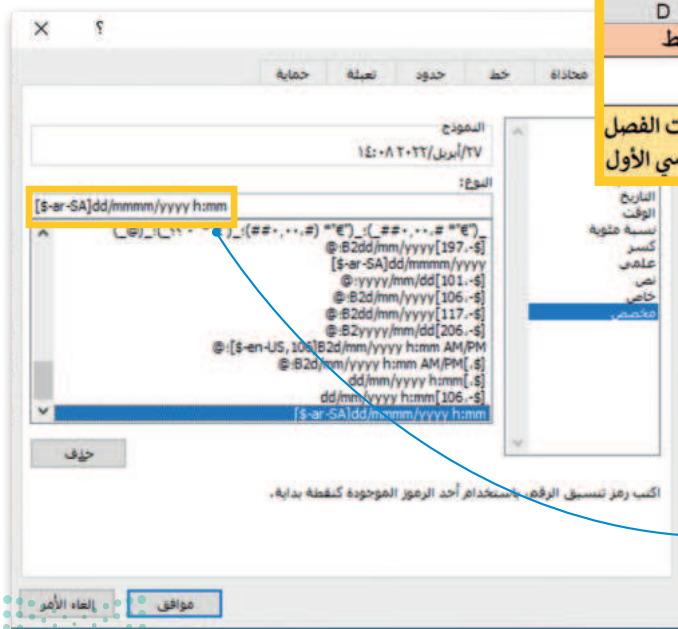 D
ط
ت الفصل
سي الأول
؟ ×
محاذاة خط حدود تعبئة حماية
النموذج
٢٧/أبريل/٢٠٢٢ ١٤:٠٨
النوع:
[$-ar-SA]dd/mmmm/yyyy h:mm
@:B2dd/mm/yyyy[197.-$]
[$-ar-SA]dd/mmmm/yyyy
@:yyyy/mm/dd[101.-$]
@:B2d/mm/yyyy[106.-$]
@:B2dd/mm/yyyy[117.-$]
@:B2yyyy/mm/dd[206.-$]
@:[$-en-US,106]B2d/mm/yyyy h:mm AM/PM
@:B2d/mm/yyyy h:mm AM/PM[.$]
dd/mm/yyyy h:mm[.$]
dd/mm/yyyy h:mm[106.-$]
[$-ar-SA]dd/mmmm/yyyy h:mm
التاريخ
الوقت
نسبة مئوية
كسر
علمي
نص
خاص
مخصص
حذف
اكتب رمز تنسيق الرقم باستخدام أحد الرموز الموجودة كنقطة بداية.
موافق إلغاء الأمر